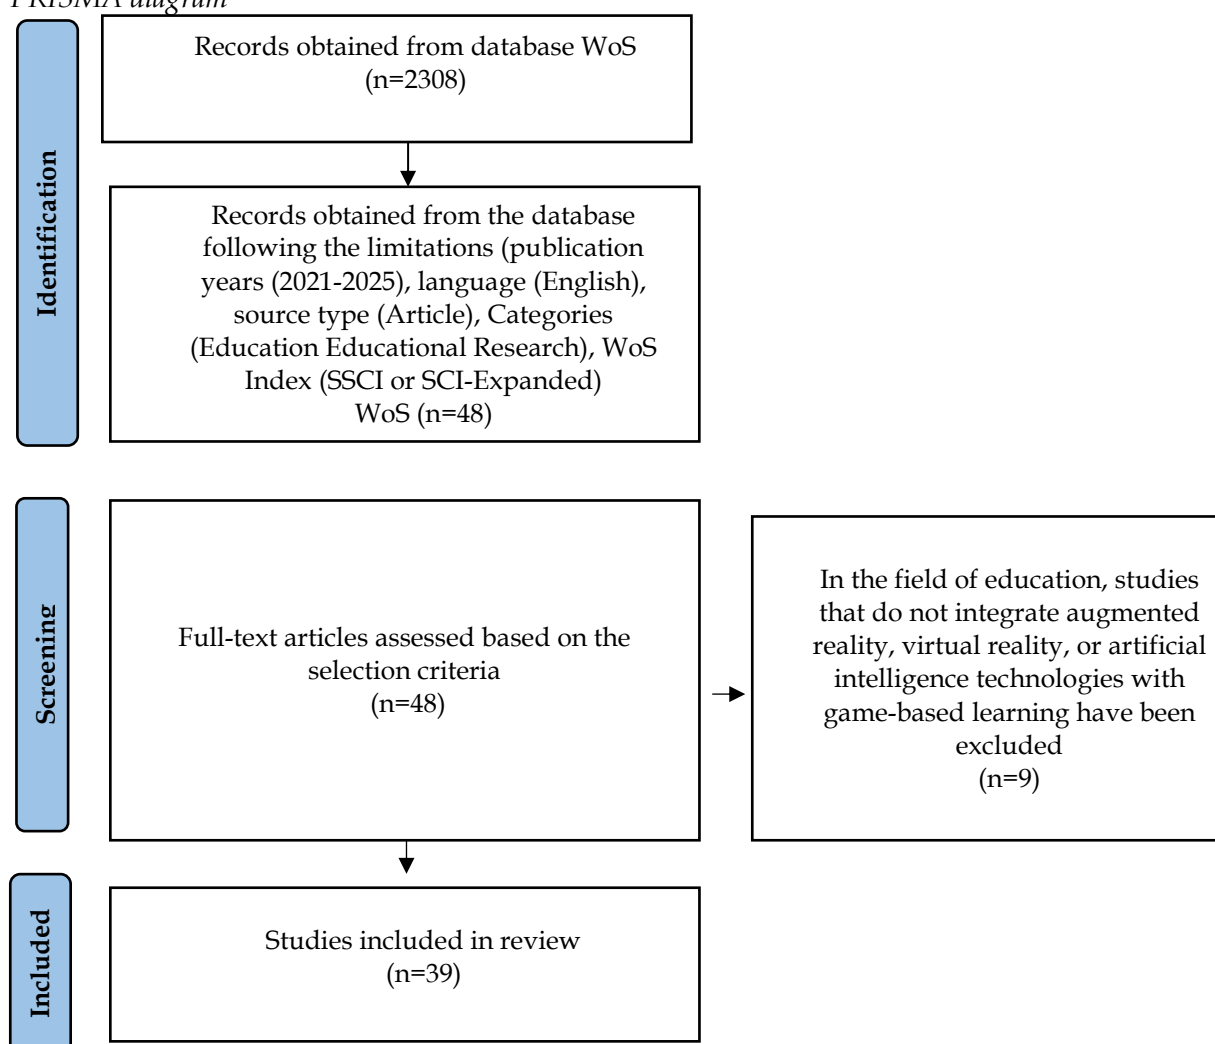 PRISMA diagram
Identification
Records obtained from database WoS
(n=2308)
Records obtained from the database
following the limitations (publication
years (2021-2025), language (English),
source type (Article), Categories
(Education Educational Research), WoS
Index (SSCI or SCI-Expanded)
WoS (n=48)
Screening
Full-text articles assessed based on the
selection criteria
(n=48)
In the field of education, studies
that do not integrate augmented
reality, virtual reality, or artificial
intelligence technologies with
game-based learning have been
excluded
(n=9)
Included
Studies included in review
(n=39)